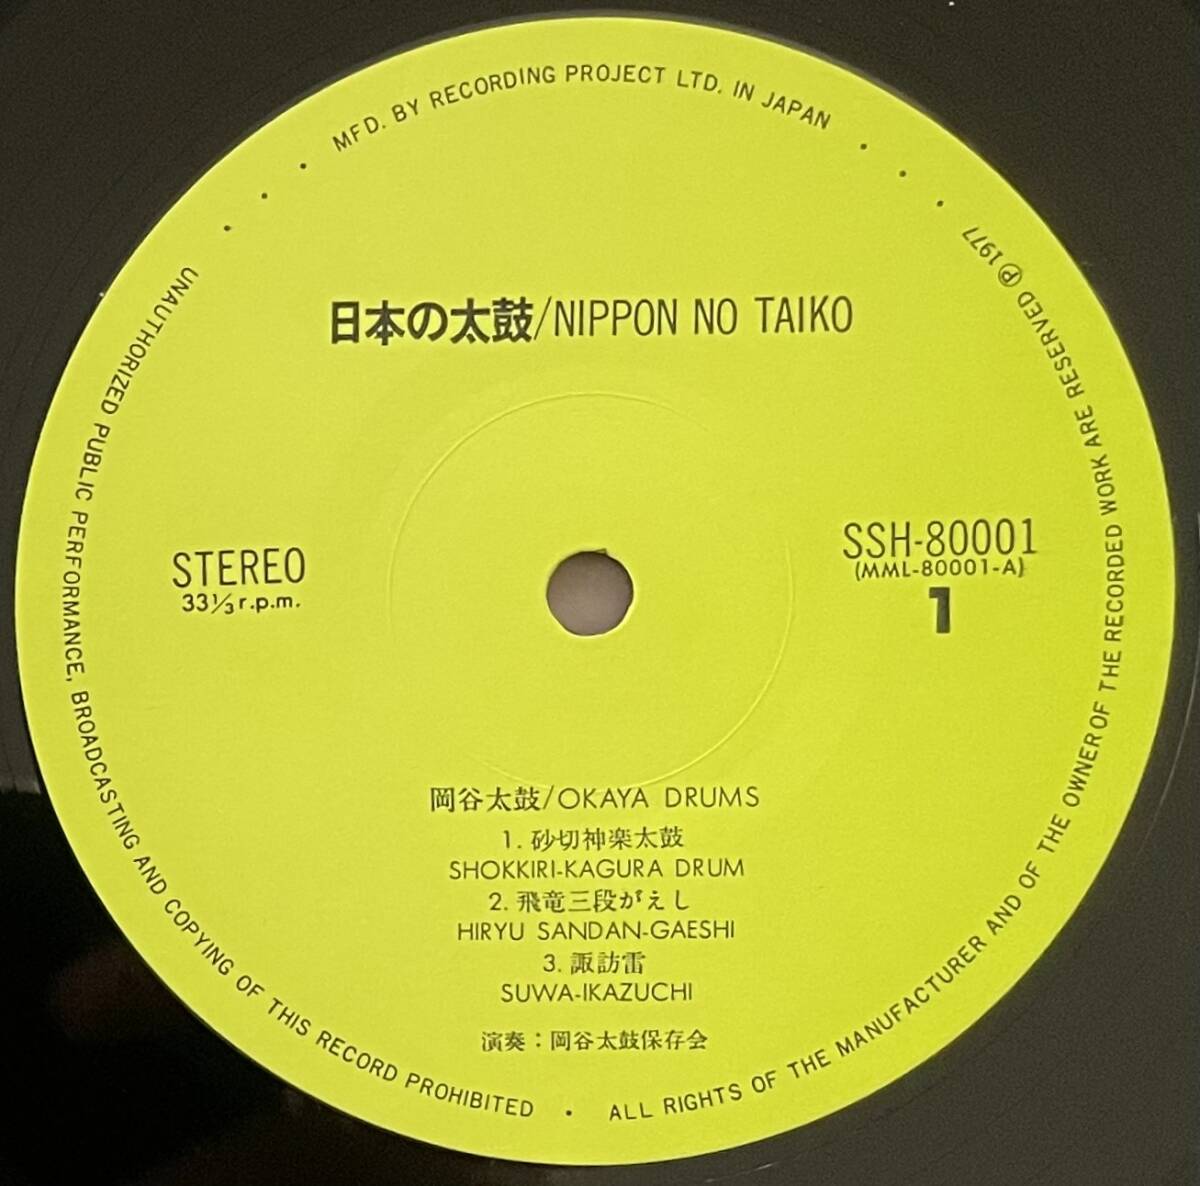 MFD. BY RECORDING PROJECT LTD. IN JAPAN
日本の太鼓/NIPPON NO TAIKO
STEREO
33⅓ r.p.m.
SSH-80001
(MML-80001-A)
1
岡谷太鼓/OKAYA DRUMS
1. 砂切神楽太鼓
SHOKKIRI-KAGURA DRUM
2. 飛竜三段がえし
HIRYU SANDAN-GAESHI
3. 諏訪雷
SUWA-IKAZUCHI
演奏：岡谷太鼓保存会
UNAUTHORIZED PUBLIC PERFORMANCE, BROADCASTING AND COPYING OF THIS RECORD PROHIBITED • ALL RIGHTS OF THE MANUFACTURER AND OF THE OWNER OF THE RECORDED WORK ARE RESERVED ℗ 1977